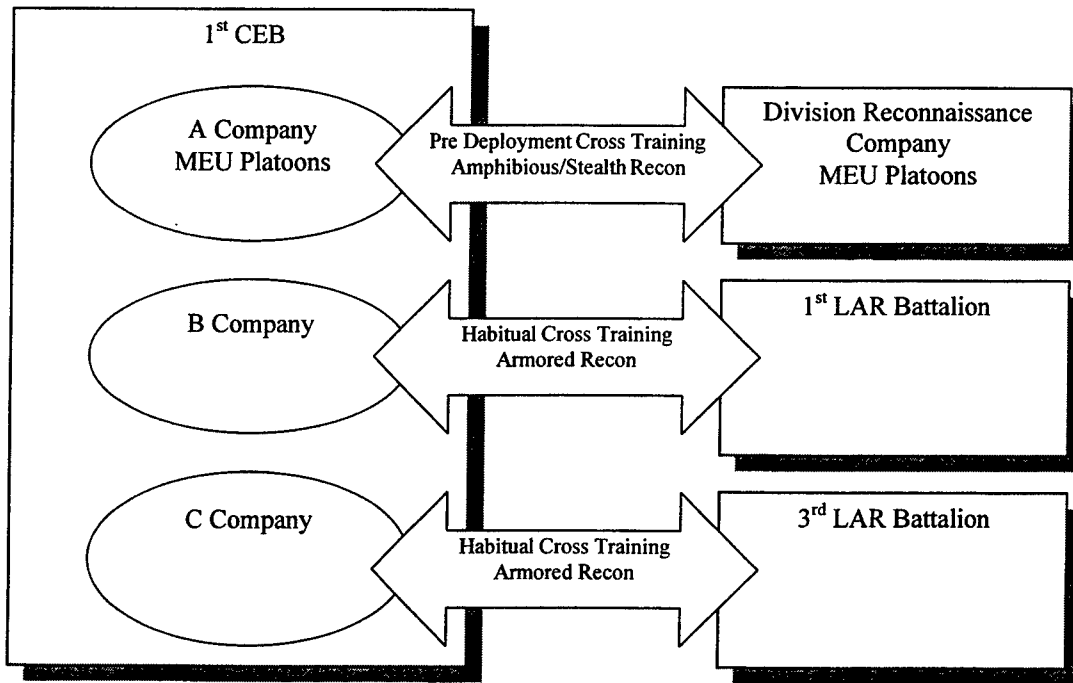 1st CEB
A Company
MEU Platoons
Pre Deployment Cross Training
Amphibious/Stealth Recon
Division Reconnaissance
Company
MEU Platoons
B Company
Habitual Cross Training
Armored Recon
1st LAR Battalion
C Company
Habitual Cross Training
Armored Recon
3rd LAR Battalion